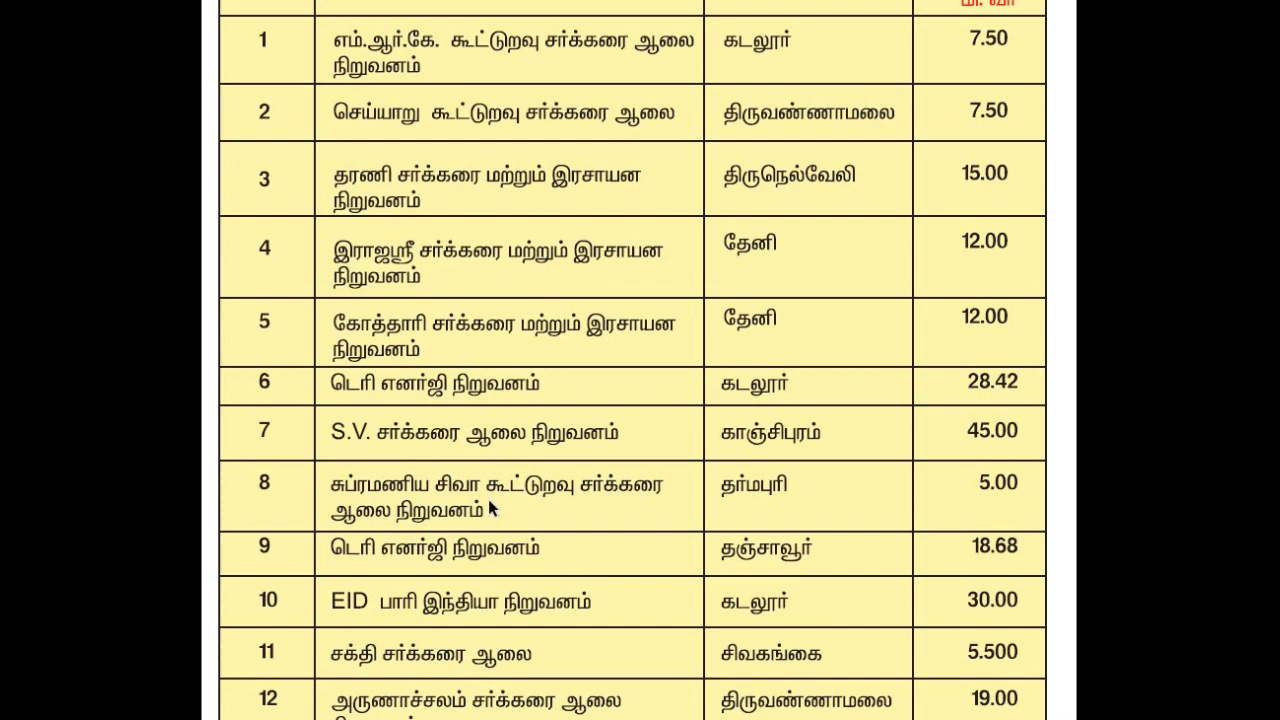 மி. வா
1 எம்.ஆர்.கே. கூட்டுறவு சர்க்கரை ஆலை கடலூர் 7.50
நிறுவனம்
2 செய்யாறு கூட்டுறவு சர்க்கரை ஆலை திருவண்ணாமலை 7.50
3 தரணி சர்க்கரை மற்றும் இரசாயன திருநெல்வேலி 15.00
நிறுவனம்
4 இராஜஸ்ரீ சர்க்கரை மற்றும் இரசாயன தேனி 12.00
நிறுவனம்
5 கோத்தாரி சர்க்கரை மற்றும் இரசாயன தேனி 12.00
நிறுவனம்
6 டெரி எனர்ஜி நிறுவனம் கடலூர் 28.42
7 S.V. சர்க்கரை ஆலை நிறுவனம் காஞ்சிபுரம் 45.00
8 சுப்ரமணிய சிவா கூட்டுறவு சர்க்கரை தர்மபுரி 5.00
ஆலை நிறுவனம்
9 டெரி எனர்ஜி நிறுவனம் தஞ்சாவூர் 18.68
10 EID பாரி இந்தியா நிறுவனம் கடலூர் 30.00
11 சக்தி சர்க்கரை ஆலை சிவகங்கை 5.500
12 அருணாச்சலம் சர்க்கரை ஆலை திருவண்ணாமலை 19.00